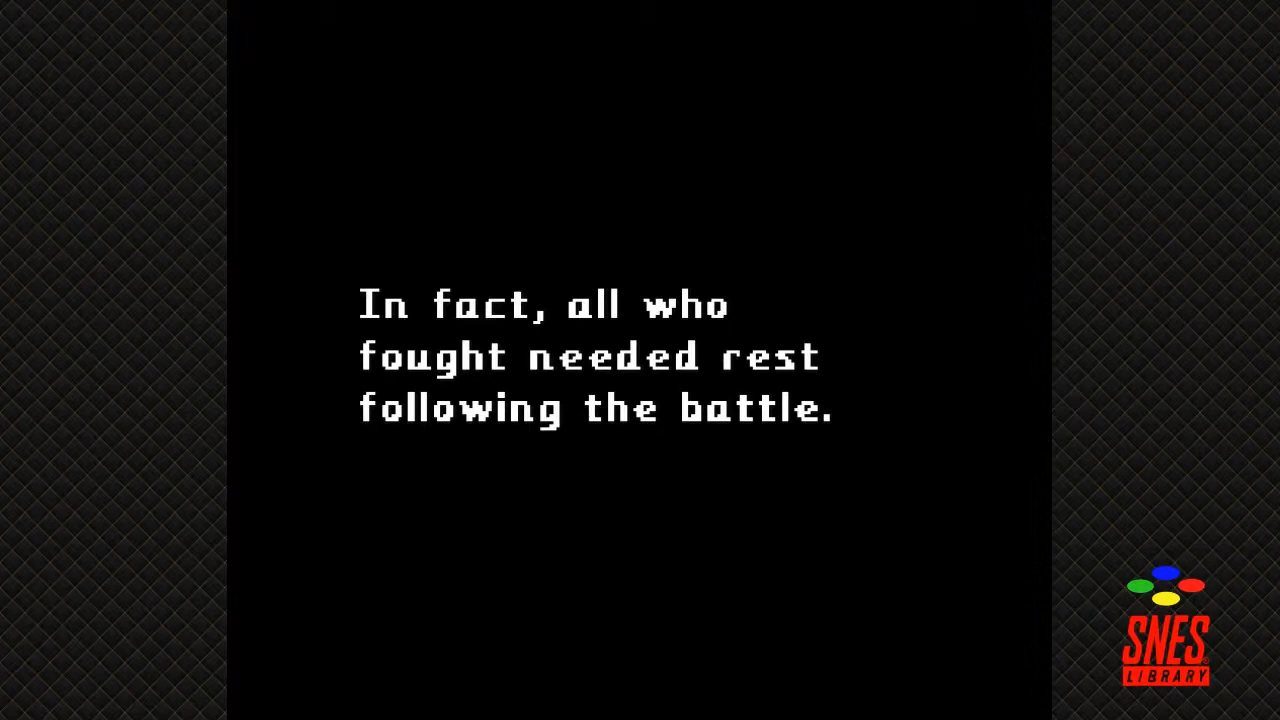 In fact, all who
fought needed rest
following the battle.
SNES
LIBRARY